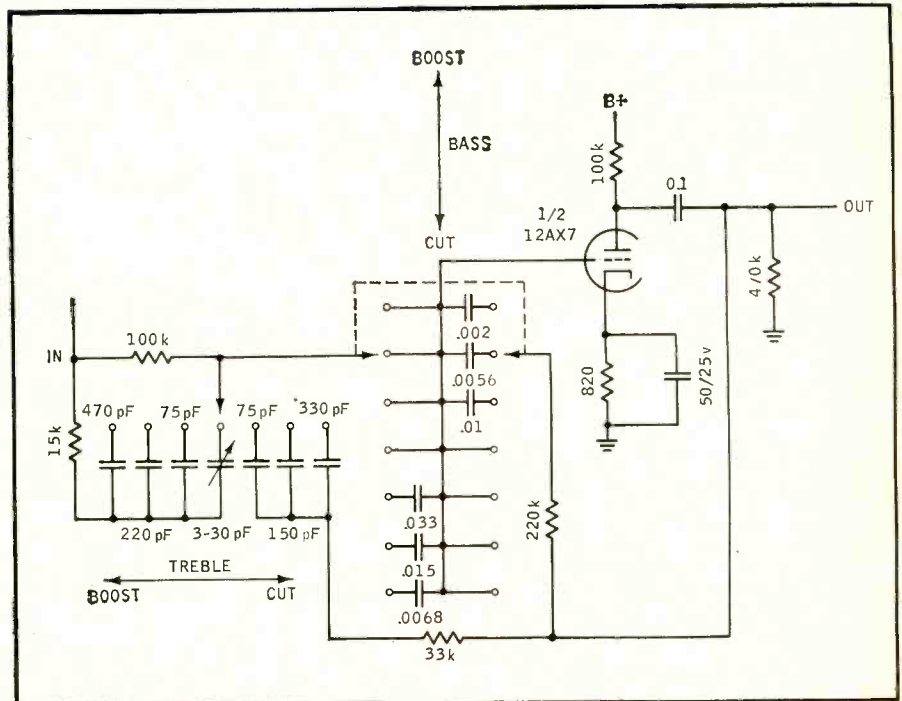 BOOST
BASS
CUT
B+
100k
0.1
OUT
1/2
12AX7
470k
820
50/25v
IN
100k
15k
470 pF
75 pF
75 pF
330 pF
220 pF
3-30 pF
150 pF
TREBLE
BOOST
CUT
.002
.0056
.01
.033
.015
.0068
220k
33k